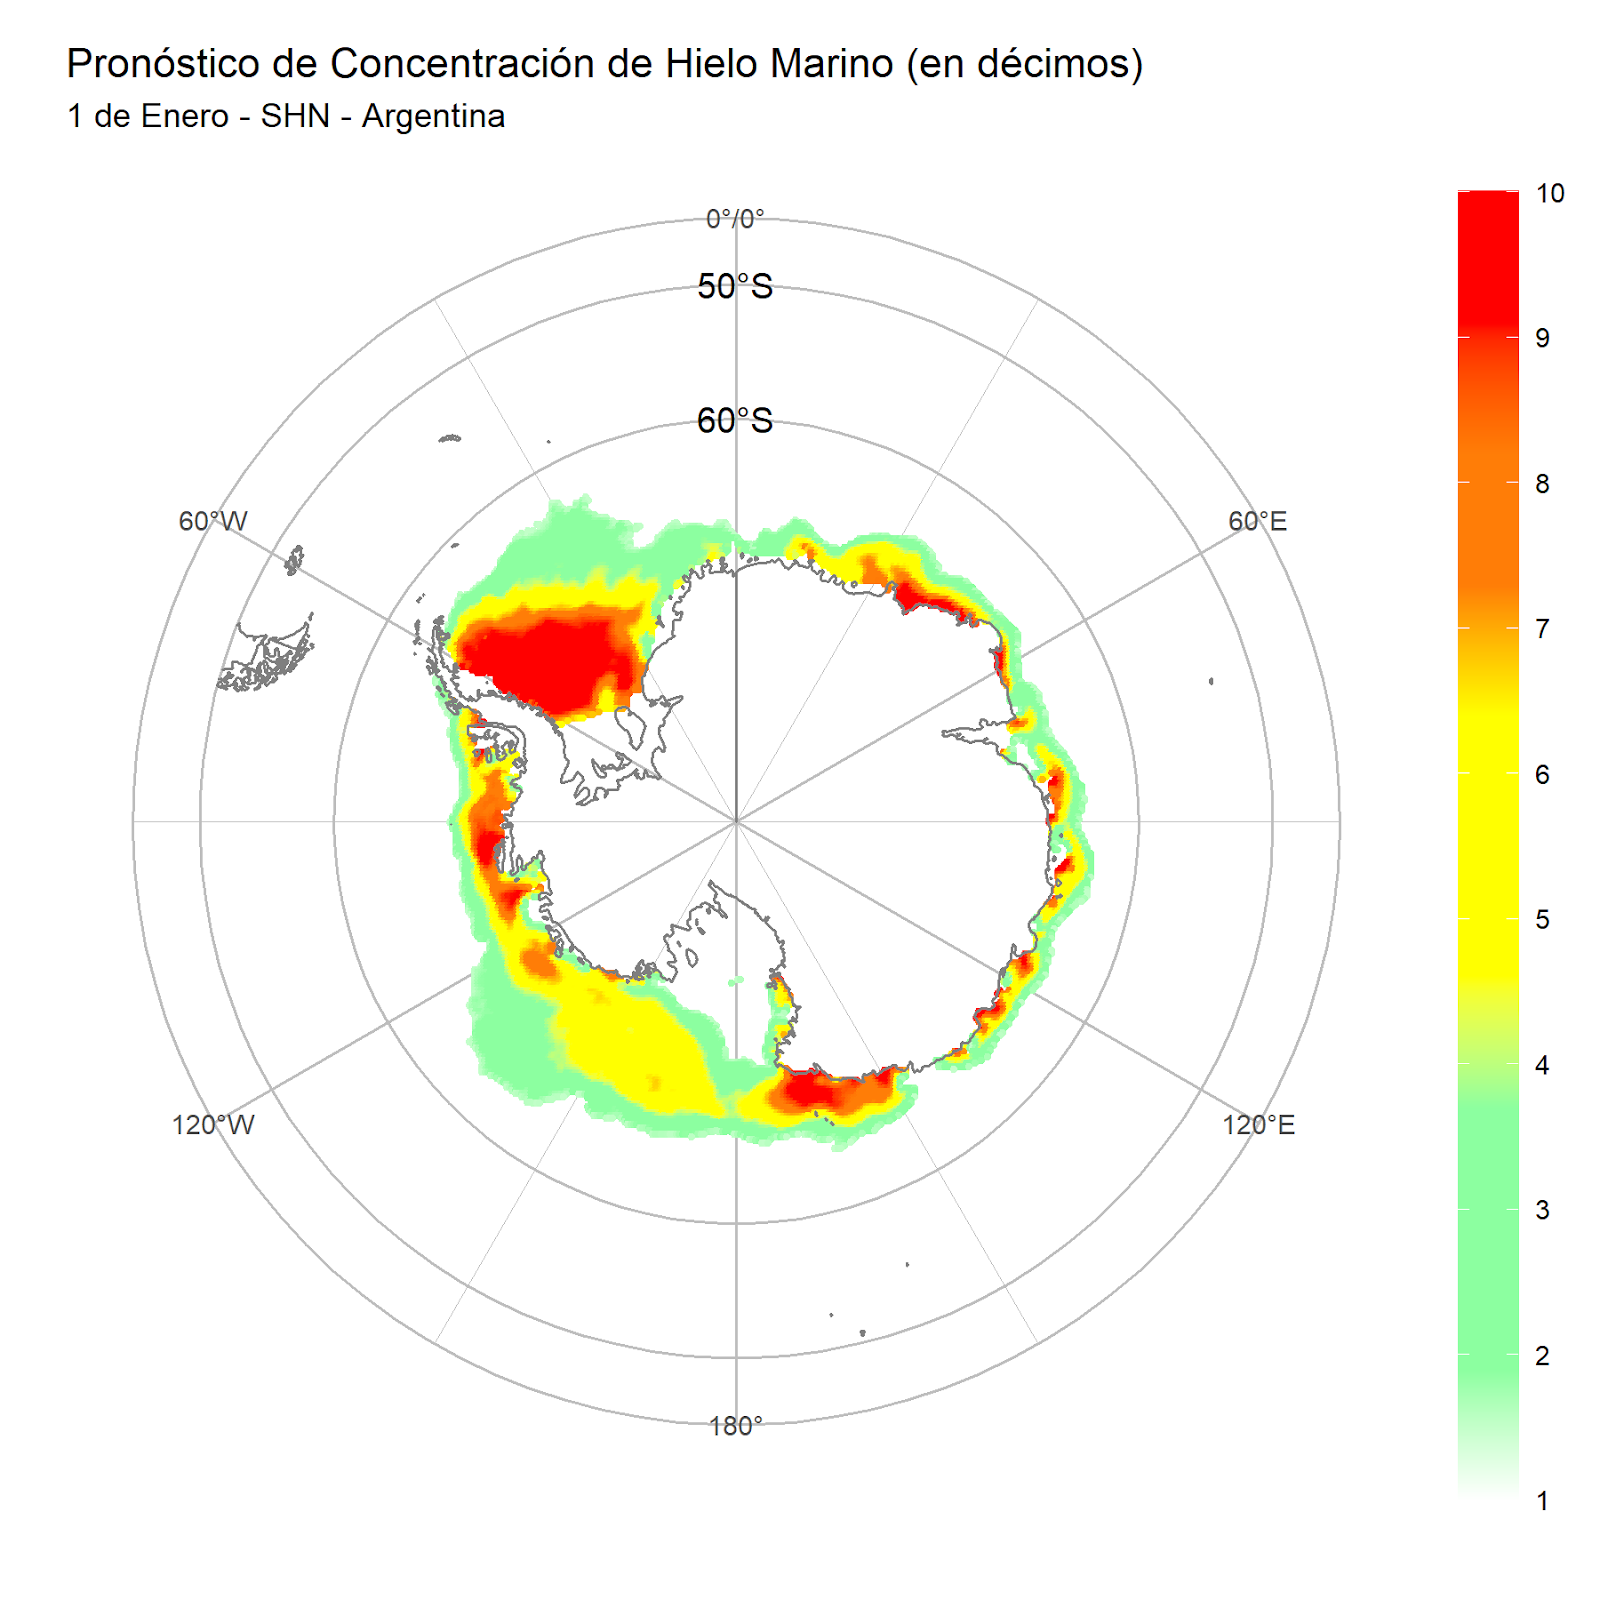 Pronóstico de Concentración de Hielo Marino (en décimos)
1 de Enero - SHN - Argentina
10
0°/0°
50°S
9
60°S
8
60°W
60°E
7
6
5
4
120°W
120°E
3
2
180°
1